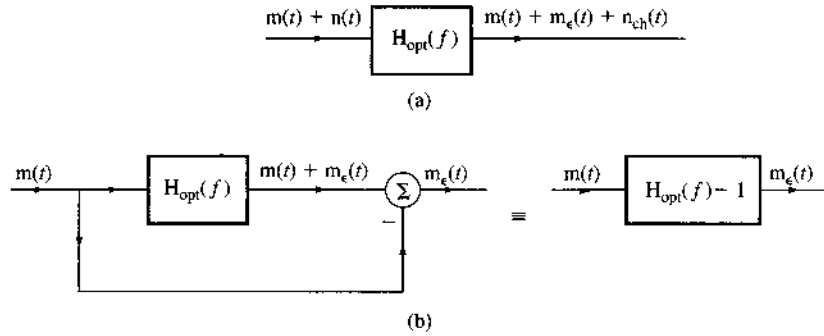 m(t) + n(t)
H_opt(f)
m(t) + m_ϵ(t) + n_ch(t)
(a)
m(t)
H_opt(f)
m(t) + m_ϵ(t)
Σ
m_ϵ(t)
−
≡
m(t)
H_opt(f) − 1
m_ϵ(t)
(b)